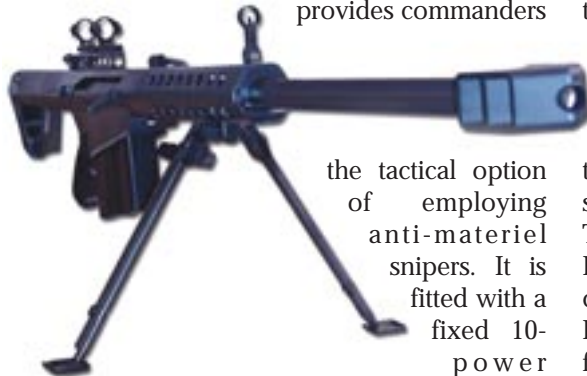 provides commanders
the tactical option
of employing
anti-materiel
snipers. It is
fitted with a
fixed 10-
power